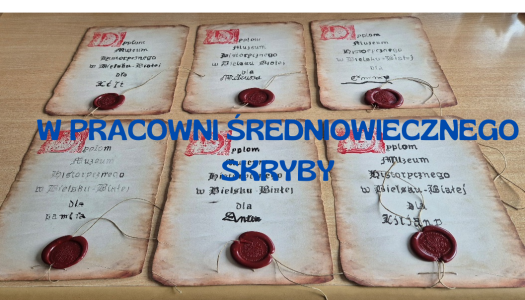 Dyplom
Muzeum
Historycznego
w Bielsku-Białej
dla
Dyplom
Muzeum
Historycznego
w Bielsku Białej
dla
Dyplom
Muzeum
Historycznego
w Bielsku-Białej
dla
W PRACOWNI ŚREDNIOWIECZNEGO
SKRYBY
Dyplom
Muzeum
Historycznego
w Bielsku-Białej
dla
Dyplom
Historycznego
w Bielsku-Białej
dla
Dyplom
Muzeum
Historycznego
w Bielsku-Białej
dla